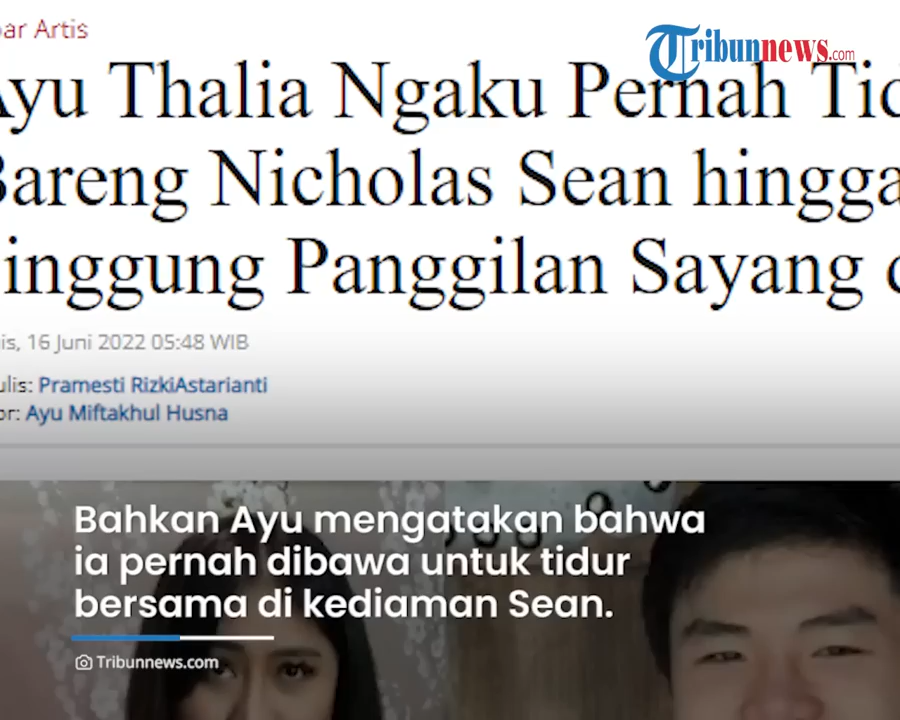 ar Artis
Tribunnews.com
Ayu Thalia Ngaku Pernah Tid
Bareng Nicholas Sean hingga
inggung Panggilan Sayang d
is, 16 Juni 2022 05:48 WIB
ulis: Pramesti RizkiAstarianti
or: Ayu Miftakhul Husna
Bahkan Ayu mengatakan bahwa
ia pernah dibawa untuk tidur
bersama di kediaman Sean.
Tribunnews.com